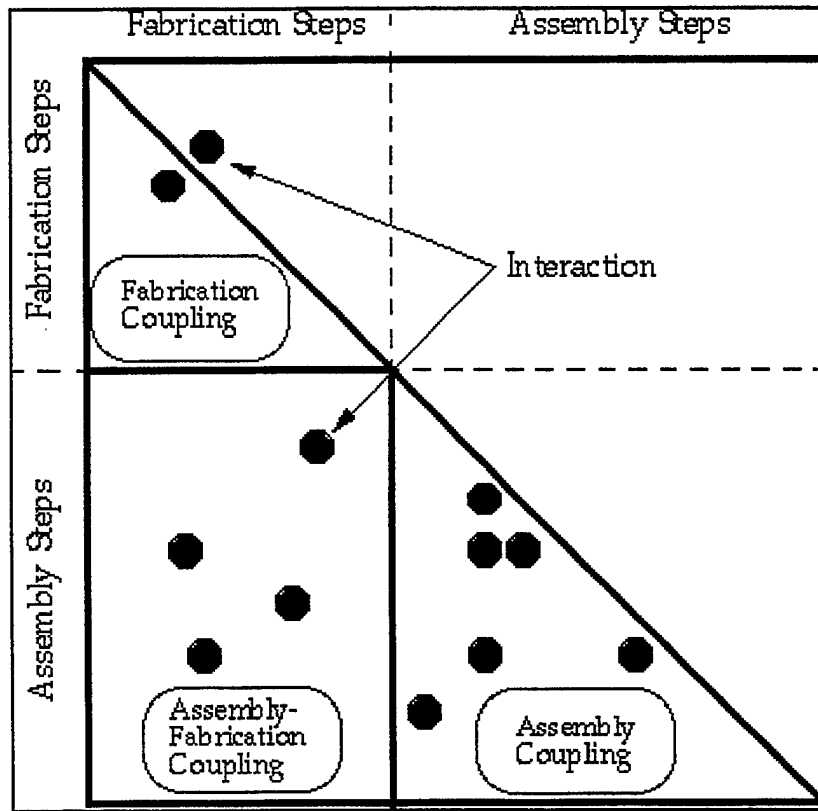 Fabrication Steps
Assembly Steps
Fabrication Steps
Interaction
Fabrication
Coupling
Assembly Steps
Assembly-
Fabrication
Coupling
Assembly
Coupling